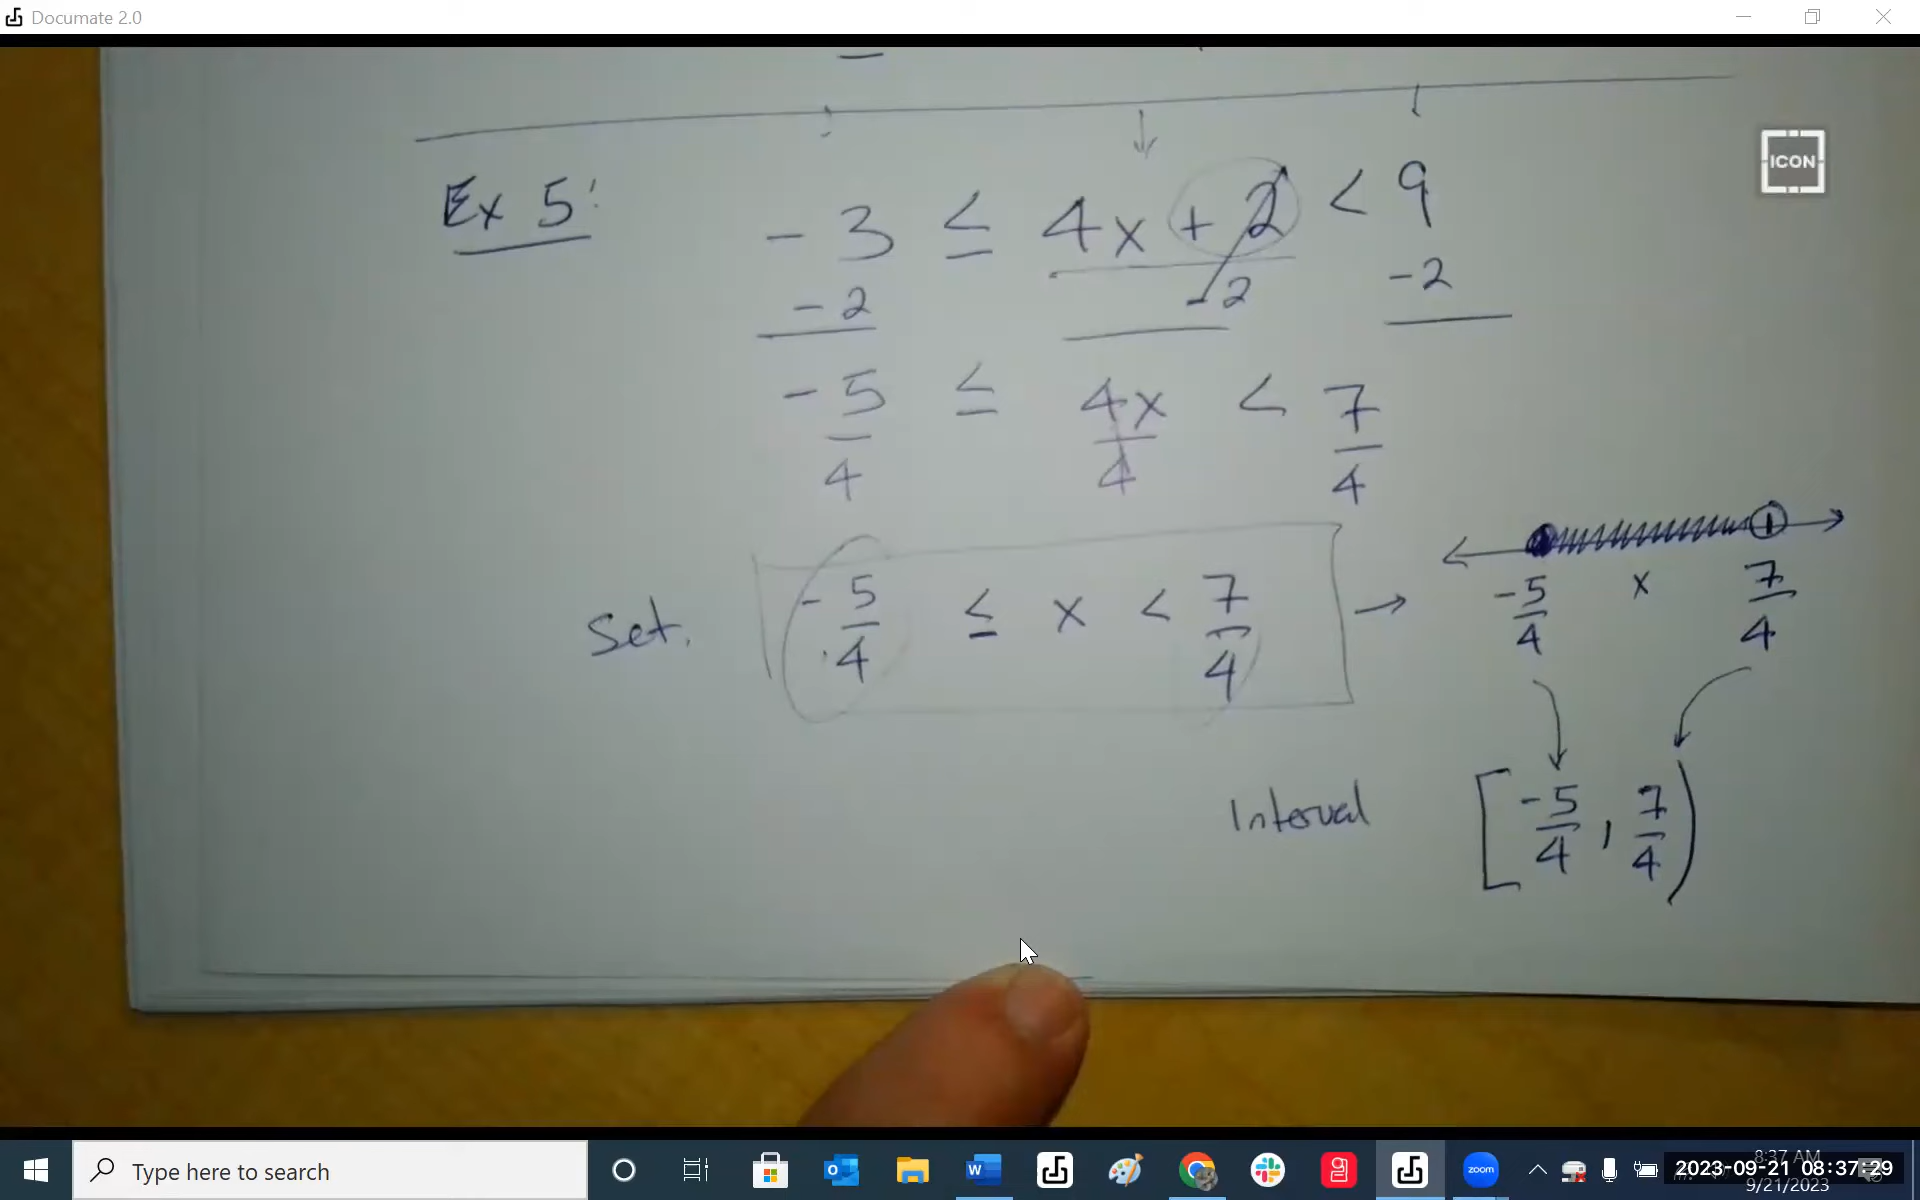 Documate 2.0
ICON
Ex 5:
-3 ≤ 4x + 2 < 9
-2 -2 -2
-5/4 ≤ 4x/4 < 7/4
Set. -5/4 ≤ x < 7/4 →
-5/4 x 7/4
Interval [-5/4, 7/4)
Type here to search
zoom
8:37 AM
2023-09-21 08:37:29
9/21/2023